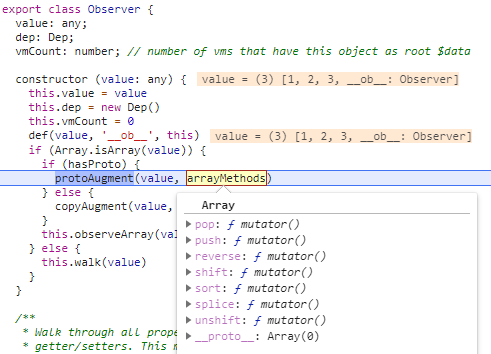 export class Observer {
value: any;
dep: Dep;
vmCount: number; // number of vms that have this object as root $data
constructor (value: any) { value = (3) [1, 2, 3, __ob__: Observer]
this.value = value
this.dep = new Dep()
this.vmCount = 0
def(value, '__ob__', this) value = (3) [1, 2, 3, __ob__: Observer]
if (Array.isArray(value)) {
if (hasProto) {
protoAugment(value, arrayMethods)
} else {
copyAugment(value,
}
this.observeArray(val
} else {
this.walk(value)
}
}
/**
* Walk through all prope
* getter/setters. This m
Array
pop: ƒ mutator()
push: ƒ mutator()
reverse: ƒ mutator()
shift: ƒ mutator()
sort: ƒ mutator()
splice: ƒ mutator()
unshift: ƒ mutator()
__proto__: Array(0)